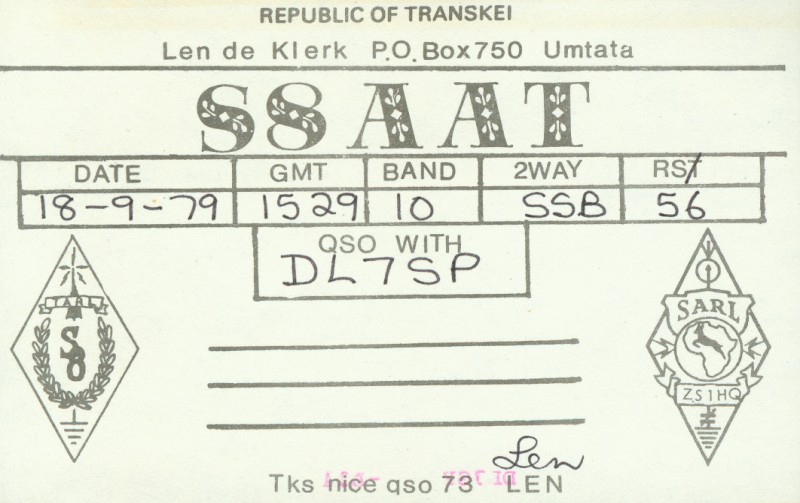 REPUBLIC OF TRANSKEI
Len de Klerk P.O. Box 750 Umtata
S8AAT
DATE GMT BAND 2WAY RST
18-9-79 1529 10 SSB 56
QSO WITH
DL7SP
TARL
S8
SARL
ZS1HQ
Len
Tks nice qso 73 LEN